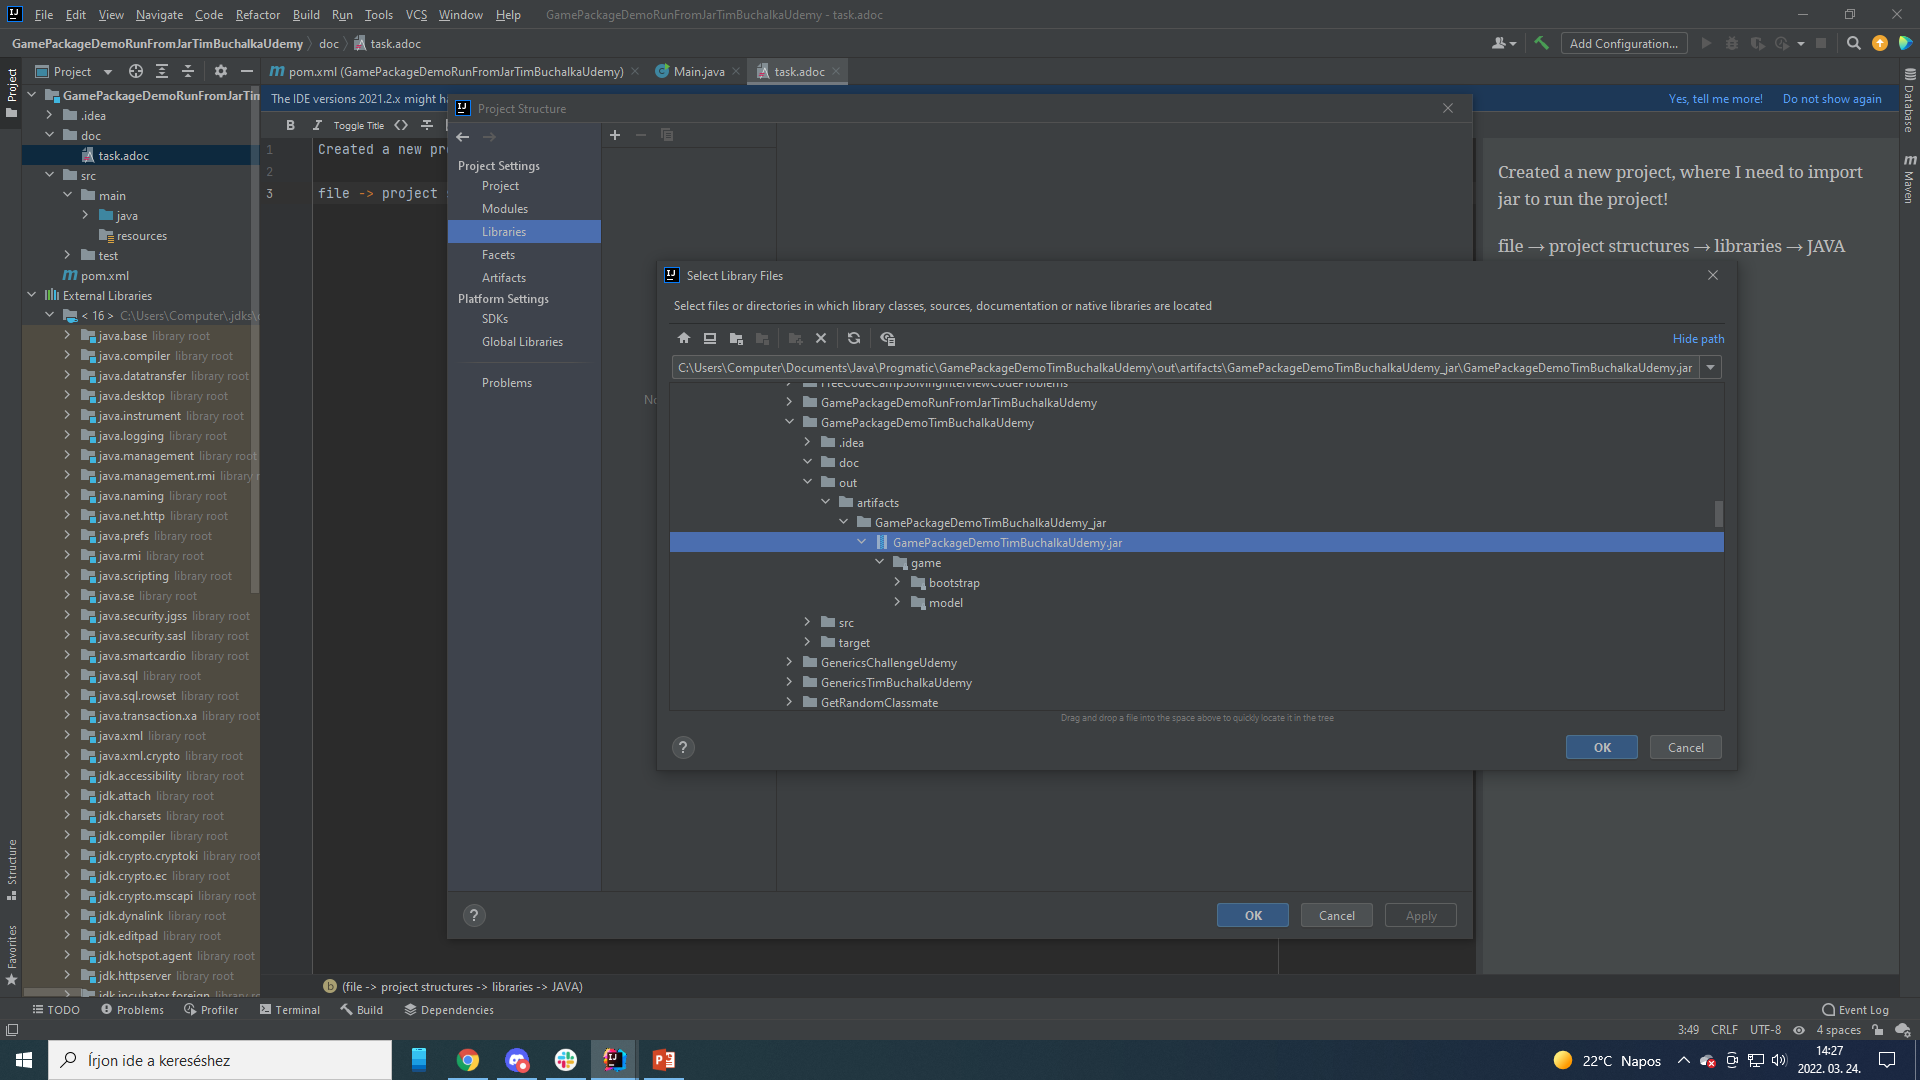 File Edit View Navigate Code Refactor Build Run Tools VCS Window Help GamePackageDemoRunFromJarTimBuchalkaUdemy - task.adoc
GamePackageDemoRunFromJarTimBuchalkaUdemy doc task.adoc
Add Configuration...
Project
pom.xml (GamePackageDemoRunFromJarTimBuchalkaUdemy) Main.java task.adoc
The IDE versions 2021.2.x might ha
Yes, tell me more! Do not show again
B I Toggle Title
1 Created a new pr
2
3 file -> project
Project
Structure
Favorites
Database
Maven
GamePackageDemoRunFromJarTim
.idea
doc
task.adoc
src
main
java
resources
test
pom.xml
External Libraries
< 16 > C:\Users\Computer\.jdks\
java.base library root
java.compiler library root
java.datatransfer library root
java.desktop library root
java.instrument library root
java.logging library root
java.management library root
java.management.rmi library r
java.naming library root
java.net.http library root
java.prefs library root
java.rmi library root
java.scripting library root
java.se library root
java.security.jgss library root
java.security.sasl library root
java.smartcardio library root
java.sql library root
java.sql.rowset library root
java.transaction.xa library root
java.xml library root
java.xml.crypto library root
jdk.accessibility library root
jdk.attach library root
jdk.charsets library root
jdk.compiler library root
jdk.crypto.cryptoki library root
jdk.crypto.ec library root
jdk.crypto.mscapi library root
jdk.dynalink library root
jdk.editpad library root
jdk.hotspot.agent library root
jdk.httpserver library root
jdk.incubator.foreign library ro
Project Structure
Project Settings
Project
Modules
Libraries
Facets
Artifacts
Platform Settings
SDKs
Global Libraries
Problems
No
OK Cancel Apply
Created a new project, where I need to import
jar to run the project!
file → project structures → libraries → JAVA
Select Library Files
Select files or directories in which library classes, sources, documentation or native libraries are located
Hide path
C:\Users\Computer\Documents\Java\Progmatic\GamePackageDemoTimBuchalkaUdemy\out\artifacts\GamePackageDemoTimBuchalkaUdemy_jar\GamePackageDemoTimBuchalkaUdemy.jar
FreeCodeCampSolvingInterviewCodeProblems
GamePackageDemoRunFromJarTimBuchalkaUdemy
GamePackageDemoTimBuchalkaUdemy
.idea
doc
out
artifacts
GamePackageDemoTimBuchalkaUdemy_jar
GamePackageDemoTimBuchalkaUdemy.jar
game
bootstrap
model
src
target
GenericsChallengeUdemy
GenericsTimBuchalkaUdemy
GetRandomClassmate
Drag and drop a file into the space above to quickly locate it in the tree
OK Cancel
(file -> project structures -> libraries -> JAVA)
TODO Problems Profiler Terminal Build Dependencies Event Log
3:49 CRLF UTF-8 4 spaces
Írjon ide a kereséshez
22°C Napos
14:27
2022. 03. 24.